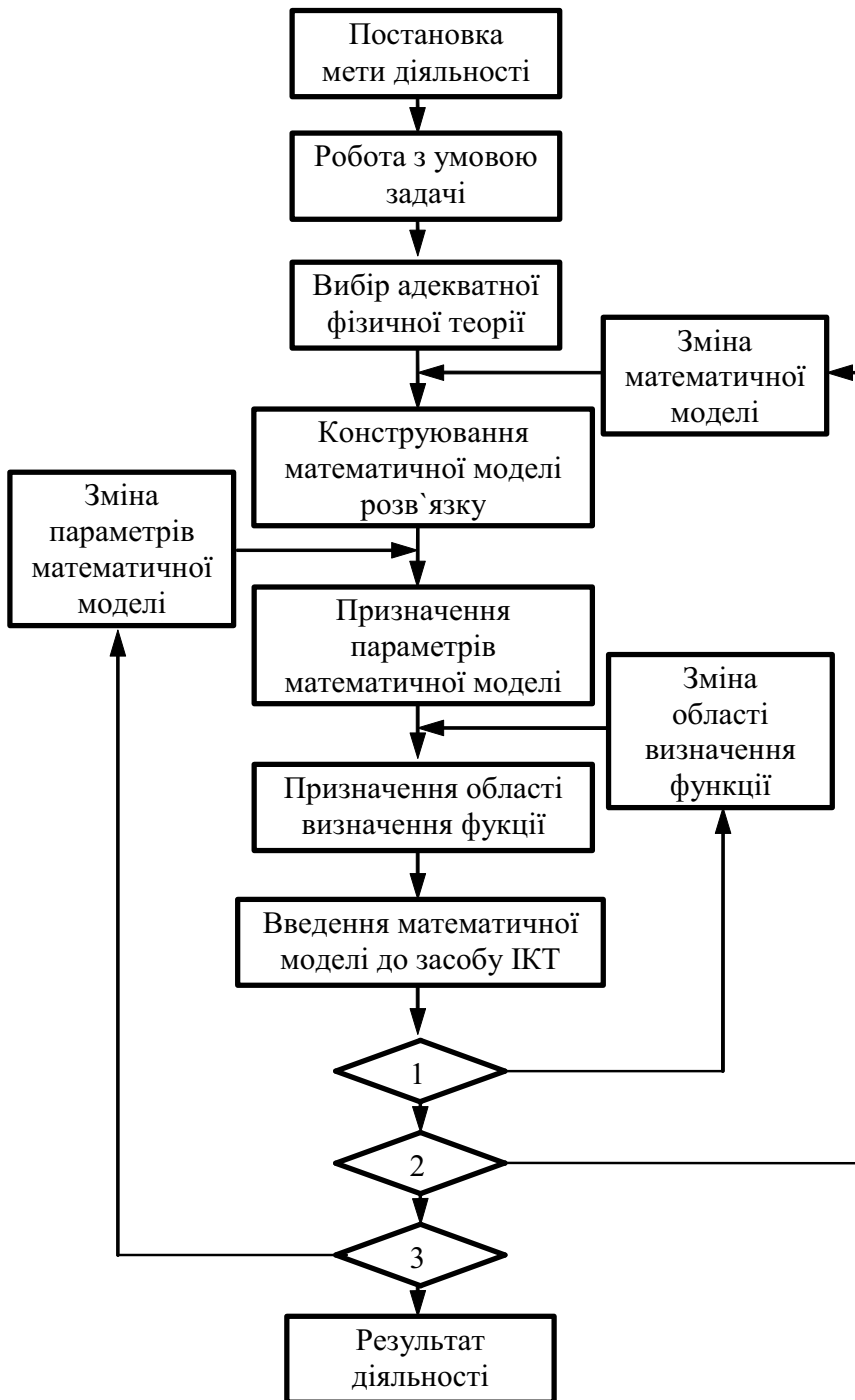 Постановка
мети діяльності
Робота з умовою
задачі
Вибір адекватної
фізичної теорії
Зміна
математичної
моделі
Конструювання
математичної моделі
розв`язку
Зміна
параметрів
математичної
моделі
Призначення
параметрів
математичної моделі
Зміна
області
визначення
функції
Призначення області
визначення фукції
Введення математичної
моделі до засобу ІКТ
1
2
3
Результат
діяльності